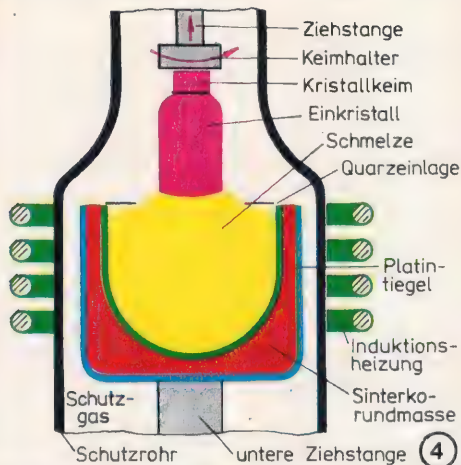 Ziehstange
Keimhalter
Kristallkeim
Einkristall
Schmelze
Quarzeinlage
Platin-
tiegel
Induktions-
heizung
Sinterko-
rundmasse
Schutz-
gas
Schutzrohr
untere Ziehstange
4